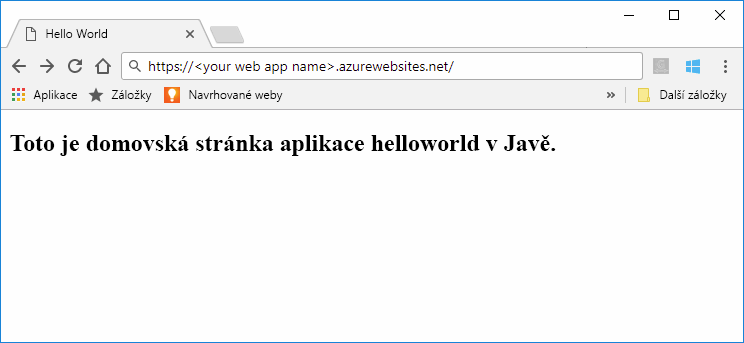 Hello World
https://<your web app name>.azurewebsites.net/
Aplikace Záložky Navrhované weby » Další záložky
Toto je domovská stránka aplikace helloworld v Javě.